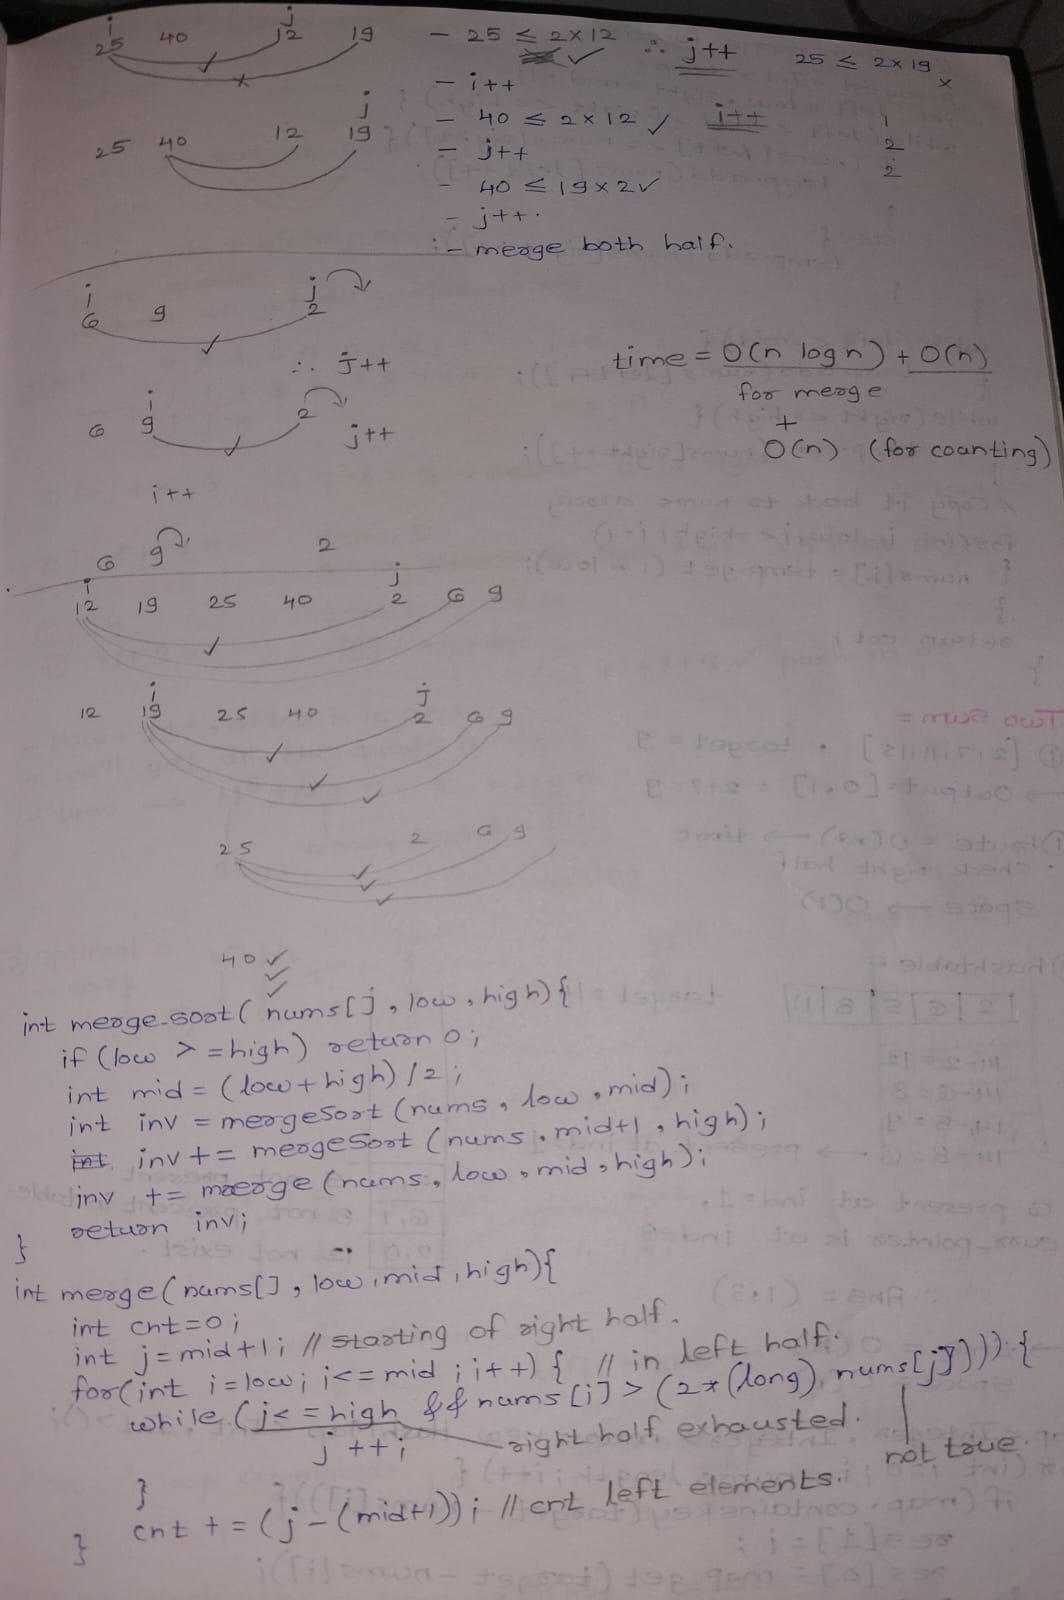 i j
25 40 12 19 - 25 ≤ 2×12 ✓ ∴ j++ 25 ≤ 2×19 ×
- i++
j - 40 ≤ 2×12 ✓ i++ 1
25 40 12 19 - j++ 2
- 40 ≤ 19×2 ✓ 2
- j++.
:- merge both half.
i j
6 9 2
∴ j++
time = O(n log n) + O(n)
for merge
+
O(n) (for counting)
i
6 9 2
j++
i++
6 9 2
i j
12 19 25 40 2 6 9
i j
12 19 25 40 2 6 9
25 2 6 9
40 ✓
int merge-sort( nums[], low, high){
if (low >= high) return 0;
int mid = (low + high) /2;
int inv = mergeSort (nums, low, mid);
int inv += mergeSort (nums, mid+1, high);
inv += merge (nums, low, mid, high);
return inv;
}
int merge(nums[], low, mid, high){
int cnt=0;
int j=mid+1; // starting of right half.
for(int i=low; i<=mid; i++) { // in left half.
while (j<=high && nums[i] > (2*(long) nums[j]))) {
j++; right half exhausted. not true.
}
cnt += (j-(mid+1)); // cnt left elements.
}